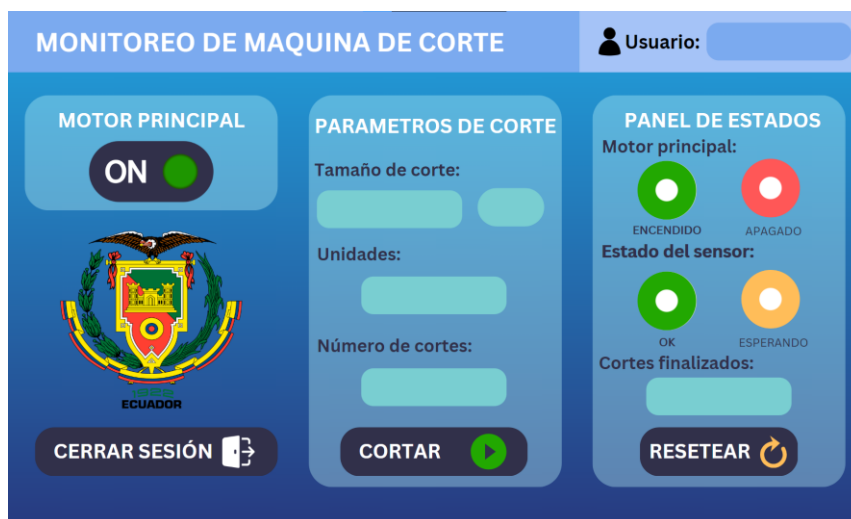 MONITOREO DE MAQUINA DE CORTE
Usuario:
MOTOR PRINCIPAL
ON
ECUADOR
CERRAR SESIÓN
PARAMETROS DE CORTE
Tamaño de corte:
Unidades:
Número de cortes:
CORTAR
PANEL DE ESTADOS
Motor principal:
ENCENDIDO
APAGADO
Estado del sensor:
OK
ESPERANDO
Cortes finalizados:
RESETEAR